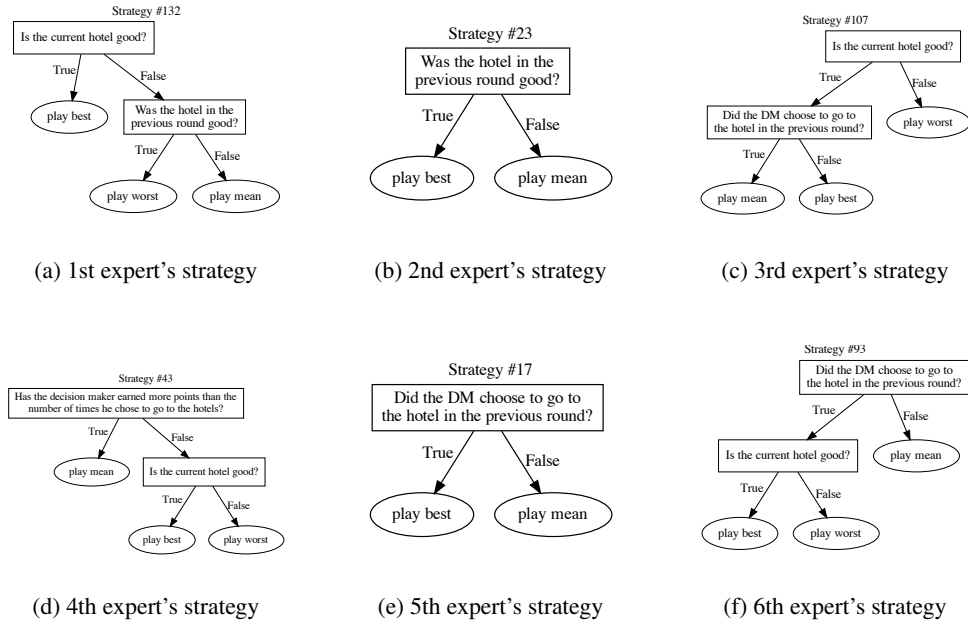 Strategy #132
Is the current hotel good?
True
False
play best
Was the hotel in the
previous round good?
True
False
play worst
play mean
(a) 1st expert's strategy
Strategy #23
Was the hotel in the
previous round good?
True
False
play best
play mean
(b) 2nd expert's strategy
Strategy #107
Is the current hotel good?
True
False
Did the DM choose to go to
the hotel in the previous round?
play worst
True
False
play mean
play best
(c) 3rd expert's strategy
Strategy #43
Has the decision maker earned more points than the
number of times he chose to go to the hotels?
True
False
play mean
Is the current hotel good?
True
False
play best
play worst
(d) 4th expert's strategy
Strategy #17
Did the DM choose to go to
the hotel in the previous round?
True
False
play best
play mean
(e) 5th expert's strategy
Strategy #93
Did the DM choose to go to
the hotel in the previous round?
True
False
Is the current hotel good?
play mean
True
False
play best
play worst
(f) 6th expert's strategy